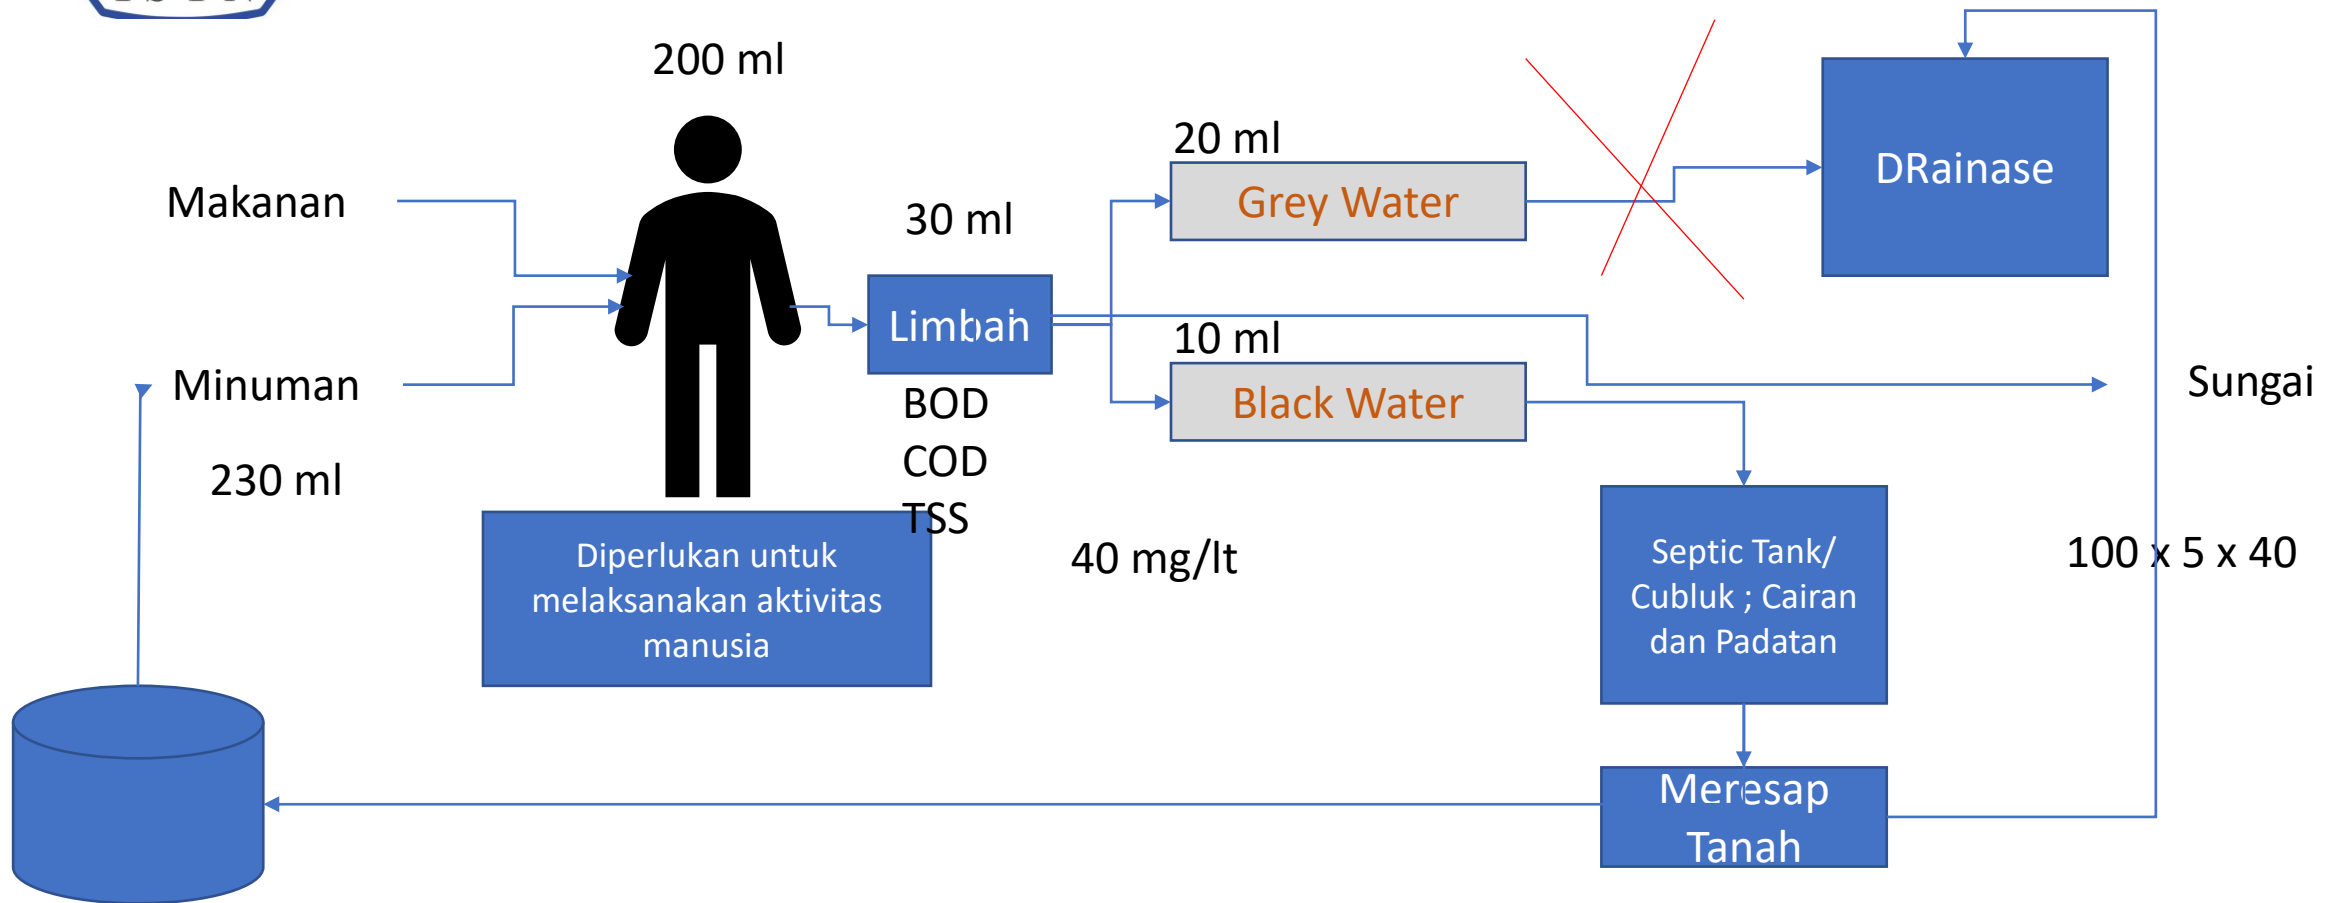 200 ml
Makanan
Minuman
230 ml
Diperlukan untuk
melaksanakan aktivitas
manusia
30 ml
Limbah
BOD
COD
TSS
40 mg/lt
20 ml
Grey Water
10 ml
Black Water
DRainase
Sungai
Septic Tank/
Cubluk ; Cairan
dan Padatan
100 x 5 x 40
Meresap
Tanah